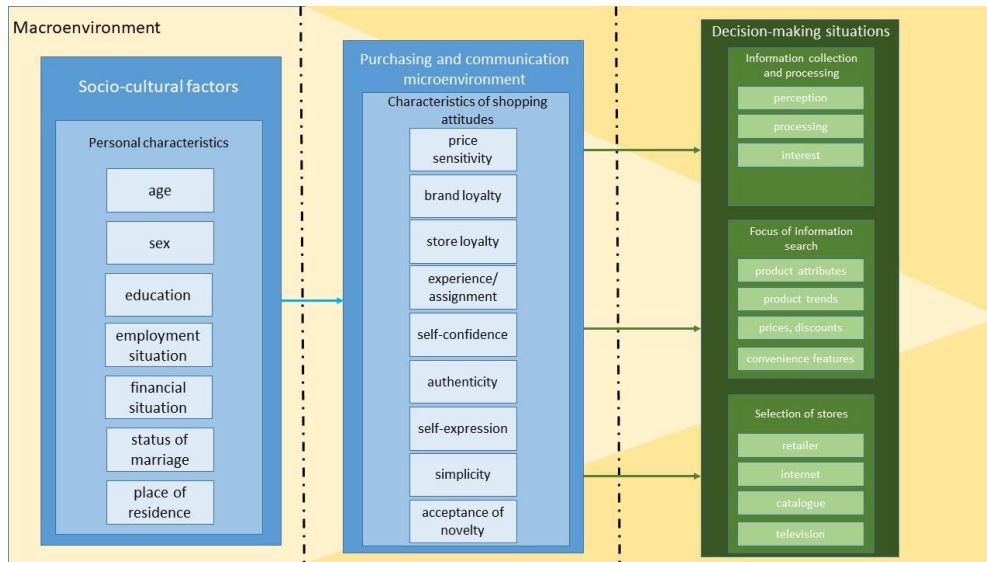 Macroenvironment
Socio-cultural factors
Personal characteristics
age
sex
education
employment
situation
financial
situation
status of
marriage
place of
residence
Purchasing and communication
microenvironment
Characteristics of shopping
attitudes
price
sensitivity
brand loyalty
store loyalty
experience/
assignment
self-confidence
authenticity
self-expression
simplicity
acceptance of
novelty
Decision-making situations
Information collection
and processing
perception
processing
interest
Focus of information
search
product attributes
product trends
prices, discounts
convenience features
Selection of stores
retailer
internet
catalogue
television